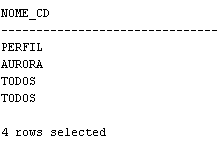 NOME_CD
------------------------------
PERFIL
AURORA
TODOS
TODOS
4 rows selected